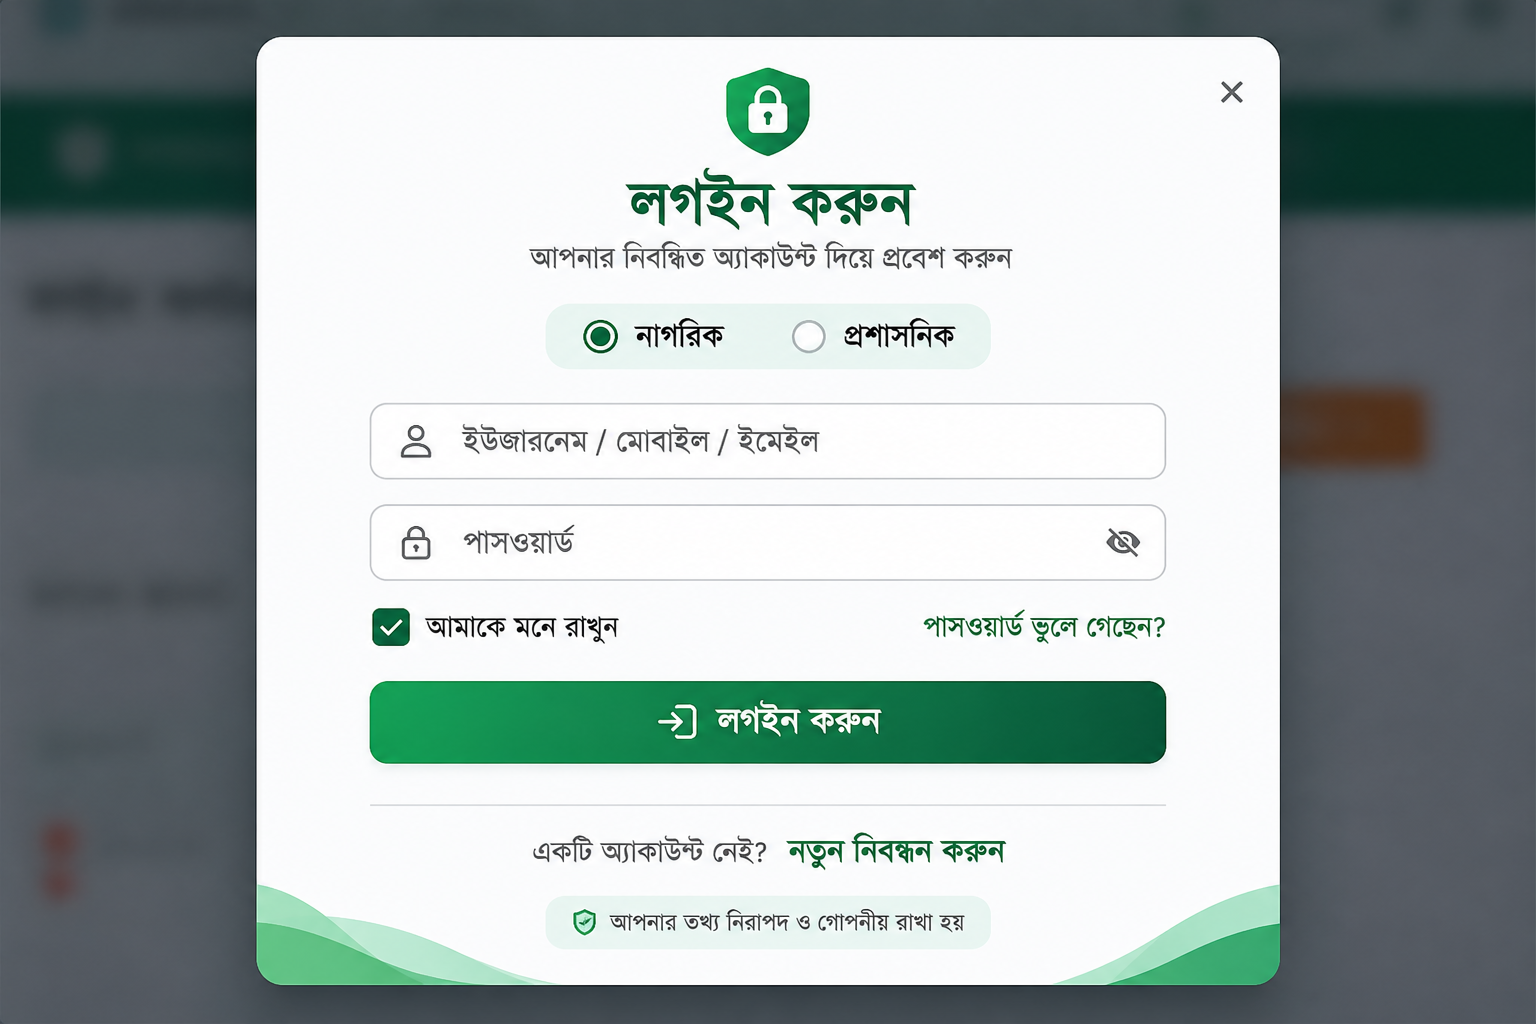 লগইন করুন
আপনার নিবন্ধিত অ্যাকাউন্ট দিয়ে প্রবেশ করুন
নাগরিক প্রশাসনিক
ইউজারনেম / মোবাইল / ইমেইল
পাসওয়ার্ড
আমাকে মনে রাখুন পাসওয়ার্ড ভুলে গেছেন?
লগইন করুন
একটি অ্যাকাউন্ট নেই? নতুন নিবন্ধন করুন
আপনার তথ্য নিরাপদ ও গোপনীয় রাখা হয়